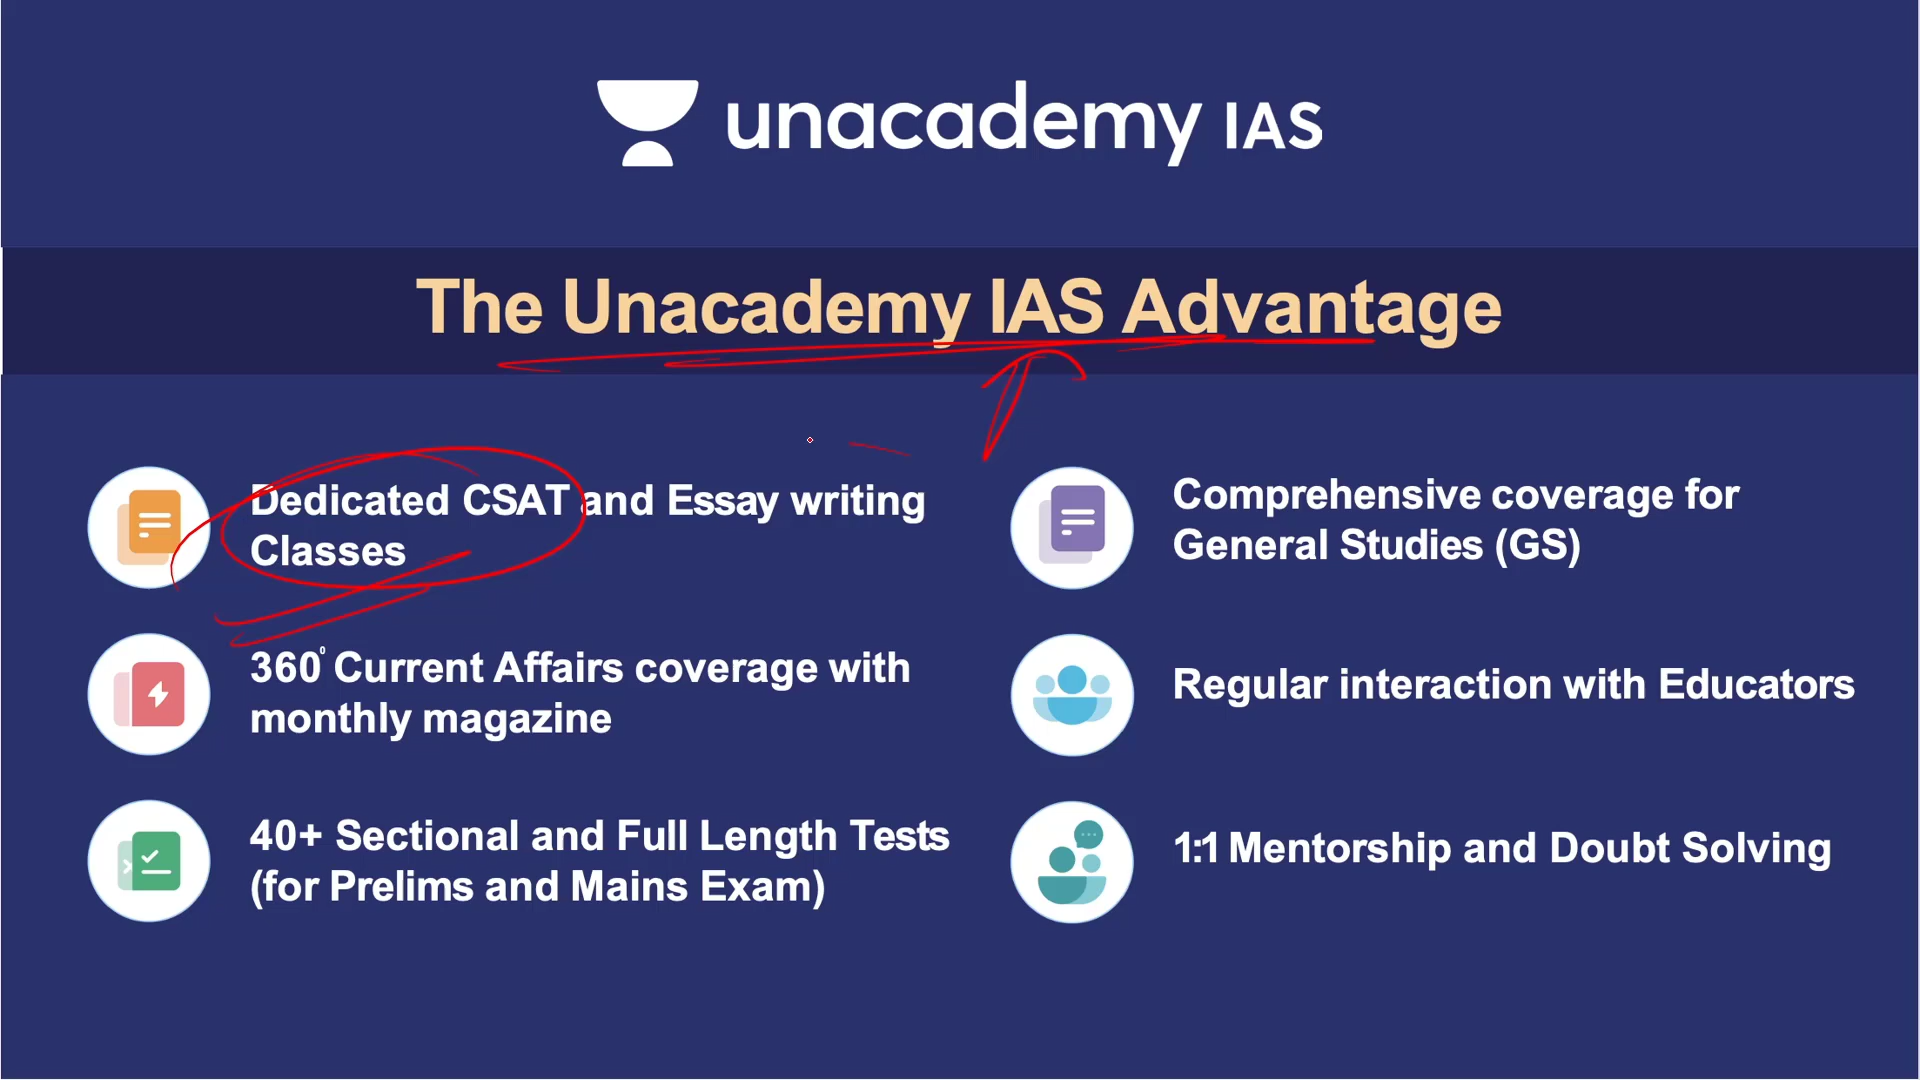 unacademy IAS
The Unacademy IAS Advantage
Dedicated CSAT and Essay writing
Classes
360° Current Affairs coverage with
monthly magazine
40+ Sectional and Full Length Tests
(for Prelims and Mains Exam)
Comprehensive coverage for
General Studies (GS)
Regular interaction with Educators
1:1 Mentorship and Doubt Solving